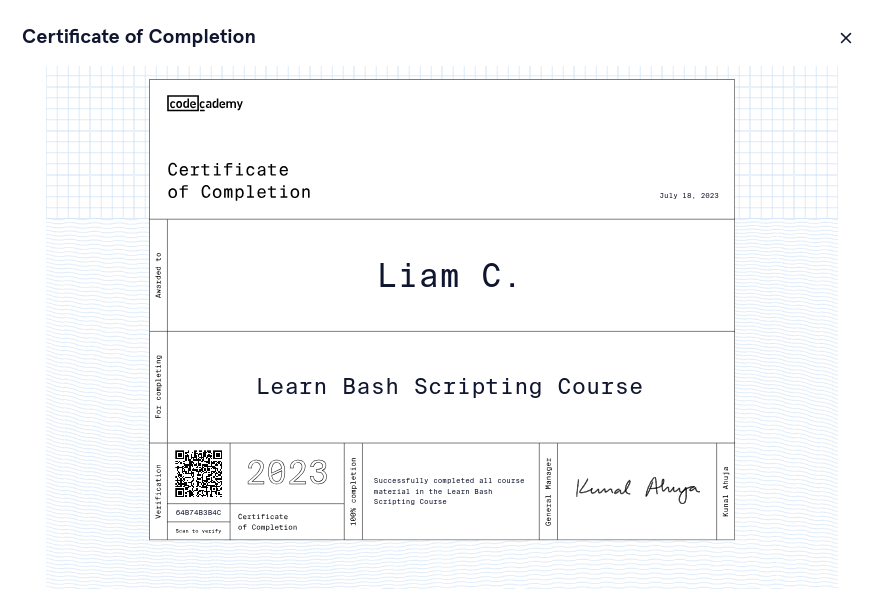 Certificate of Completion
codecademy
Certificate
of Completion
July 18, 2023
Awarded to
Liam C.
For completing
Learn Bash Scripting Course
Verification
64B74B3B4C
Scan to verify
2023
Certificate
of Completion
100% completion
Successfully completed all course
material in the Learn Bash
Scripting Course
General Manager
Kunal Ahuja
Kunal Ahuja